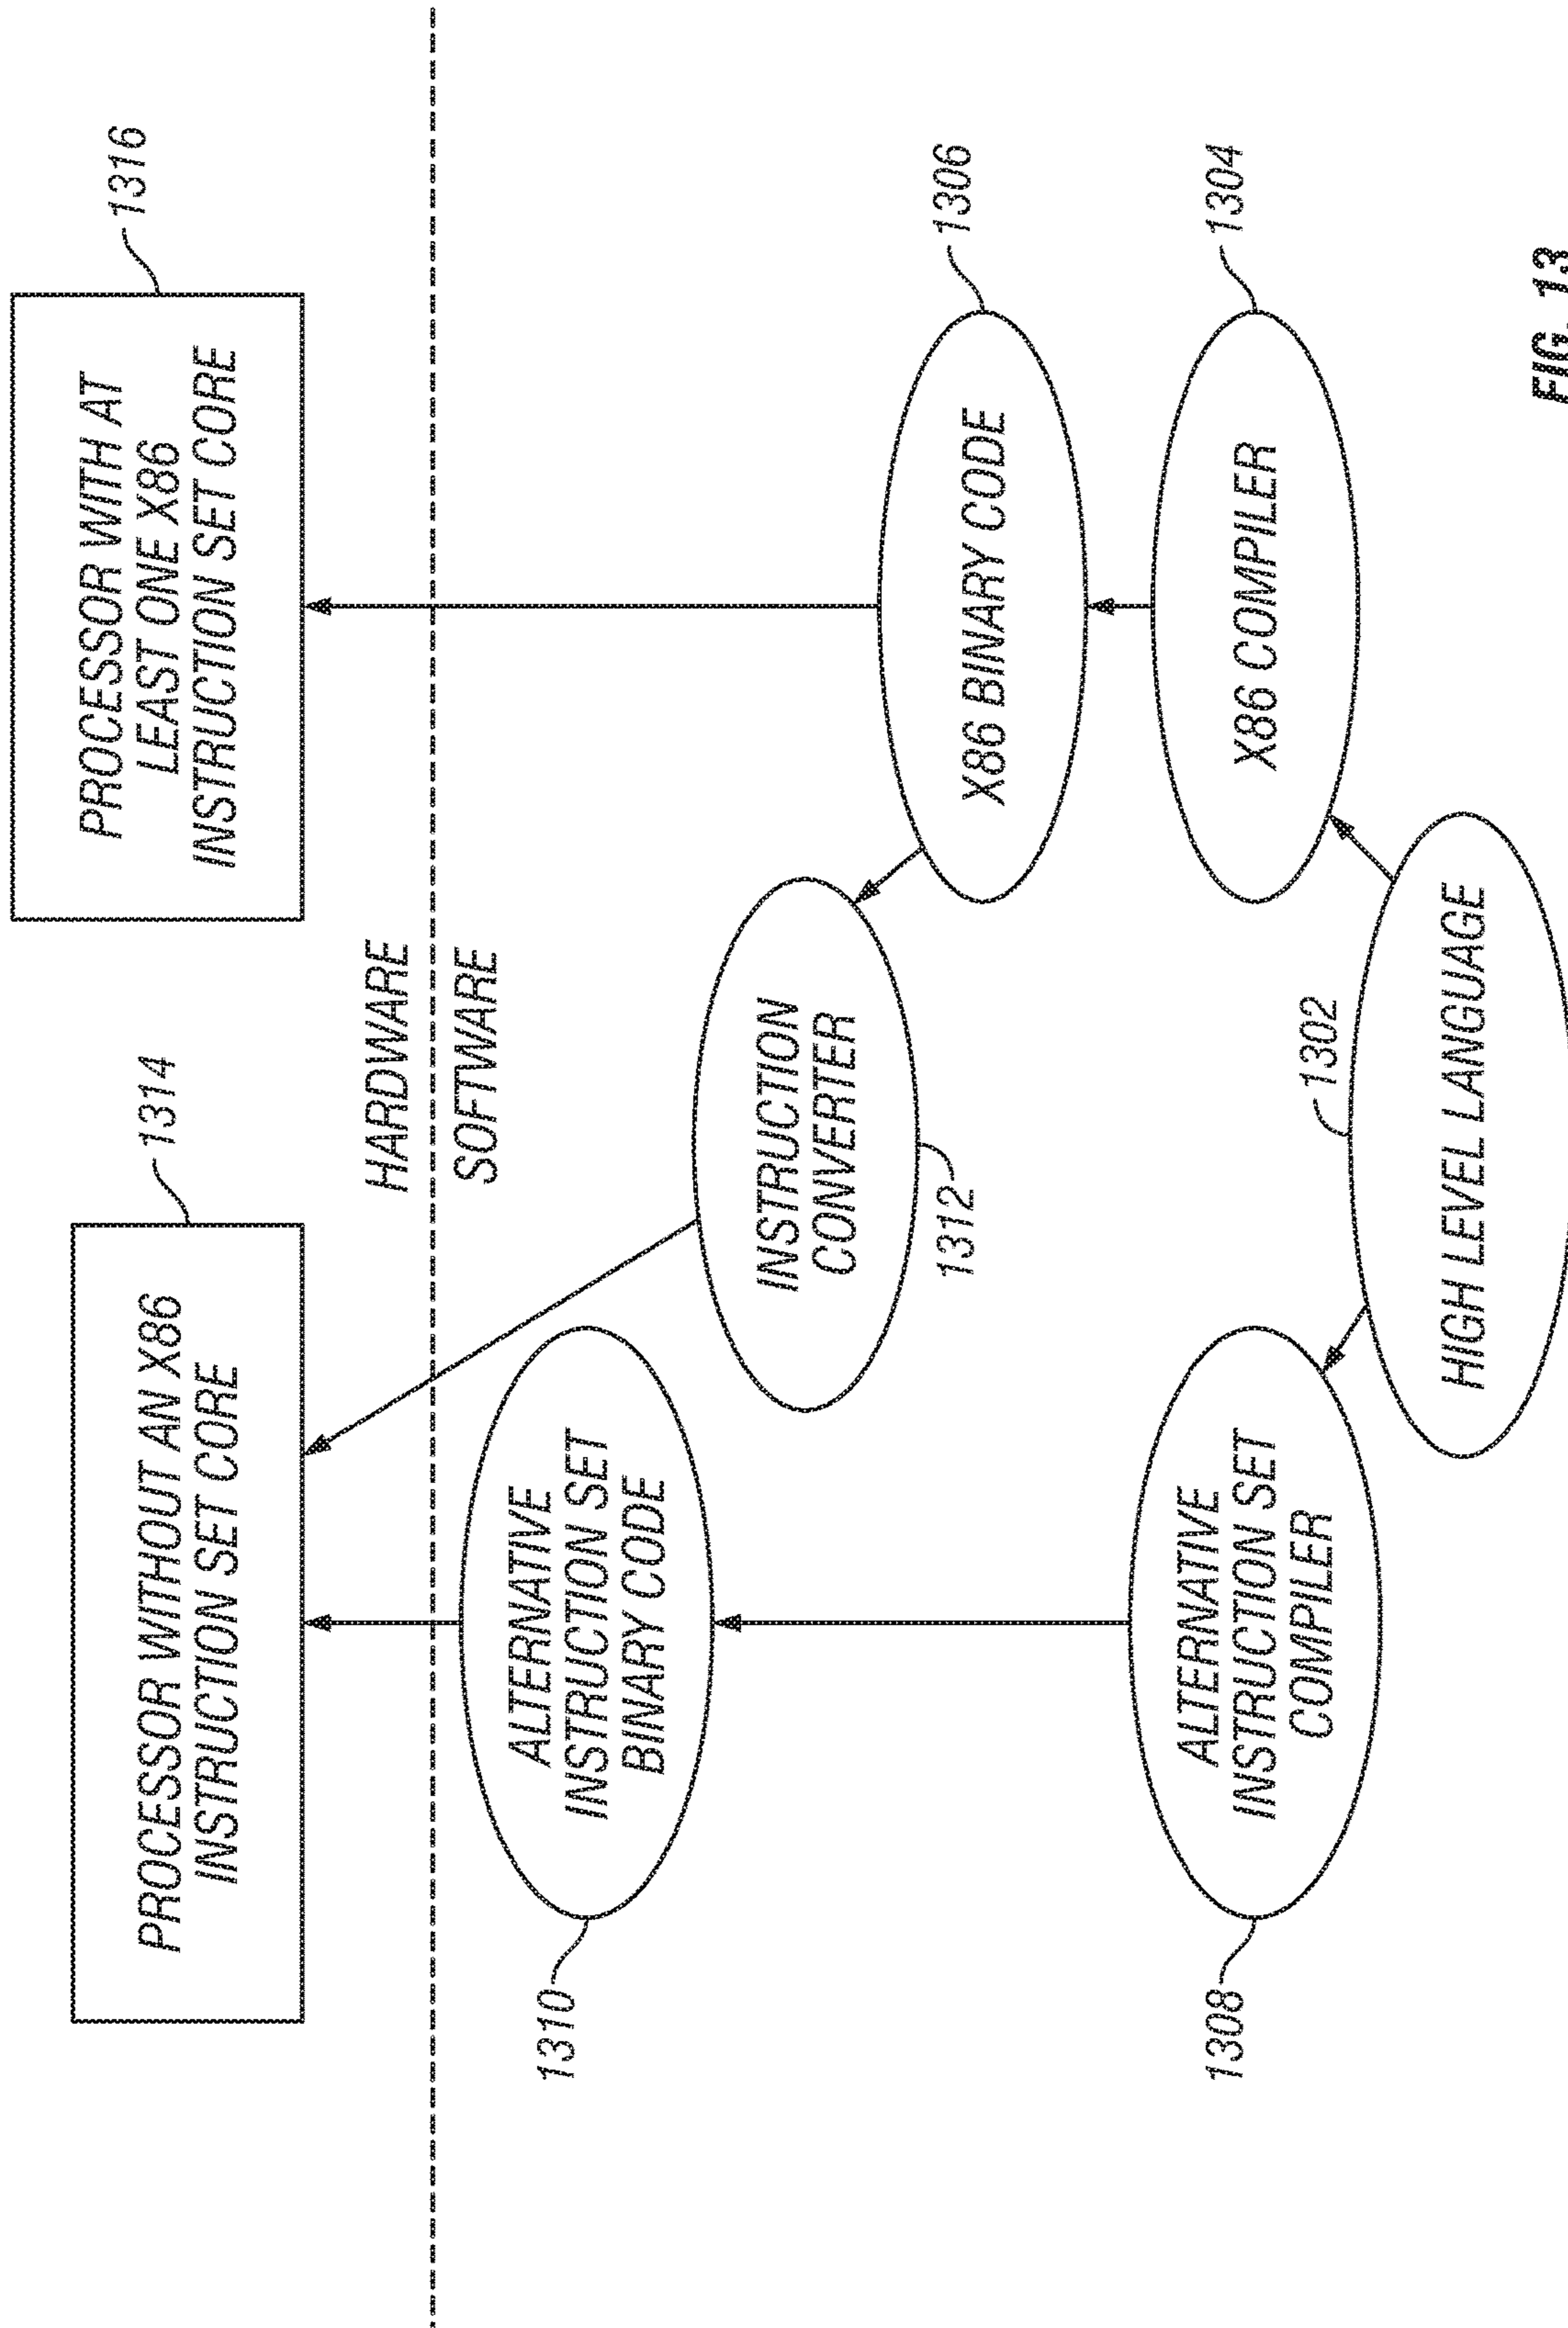 PROCESSOR WITHOUT AN X86
INSTRUCTION SET CORE
1314
PROCESSOR WITH AT
LEAST ONE X86
INSTRUCTION SET CORE
1316
HARDWARE
SOFTWARE
1310
ALTERNATIVE
INSTRUCTION SET
BINARY CODE
INSTRUCTION
CONVERTER
1312
X86 BINARY CODE
1306
1308
ALTERNATIVE
INSTRUCTION SET
COMPILER
X86 COMPILER
1304
1302
HIGH LEVEL LANGUAGE
FIG. 13